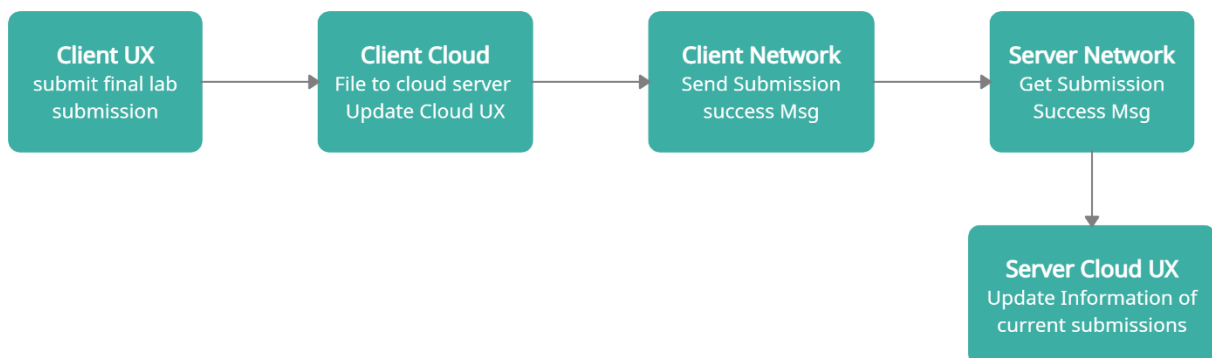 Client UX
submit final lab
submission
Client Cloud
File to cloud server
Update Cloud UX
Client Network
Send Submission
success Msg
Server Network
Get Submission
Success Msg
Server Cloud UX
Update Information of
current submissions